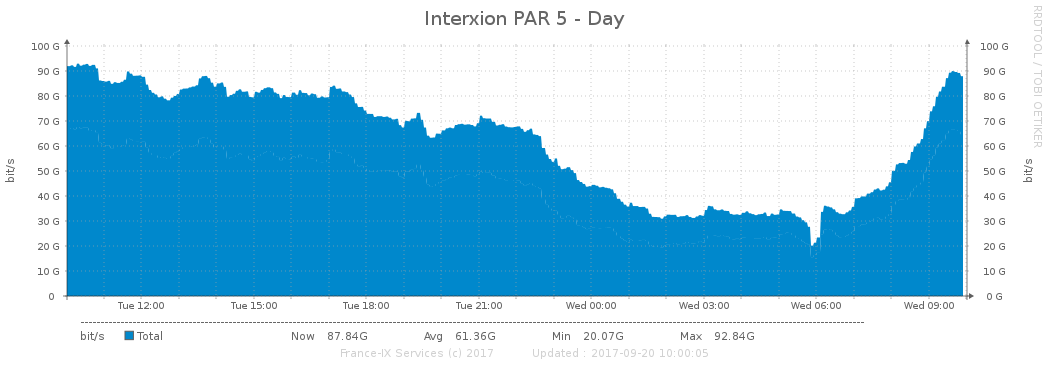 Interxion PAR 5 - Day
RRDTOOL / TOBI OETIKER
100 G 100 G
90 G 90 G
80 G 80 G
70 G 70 G
60 G 60 G
50 G 50 G
40 G 40 G
30 G 30 G
20 G 20 G
10 G 10 G
0 0 G
bit/s
bit/s
Tue 12:00 Tue 15:00 Tue 18:00 Tue 21:00 Wed 00:00 Wed 03:00 Wed 06:00 Wed 09:00
bit/s Total Now 87.84G Avg 61.36G Min 20.07G Max 92.84G
France-IX Services (c) 2017 Updated : 2017-09-20 10:00:05